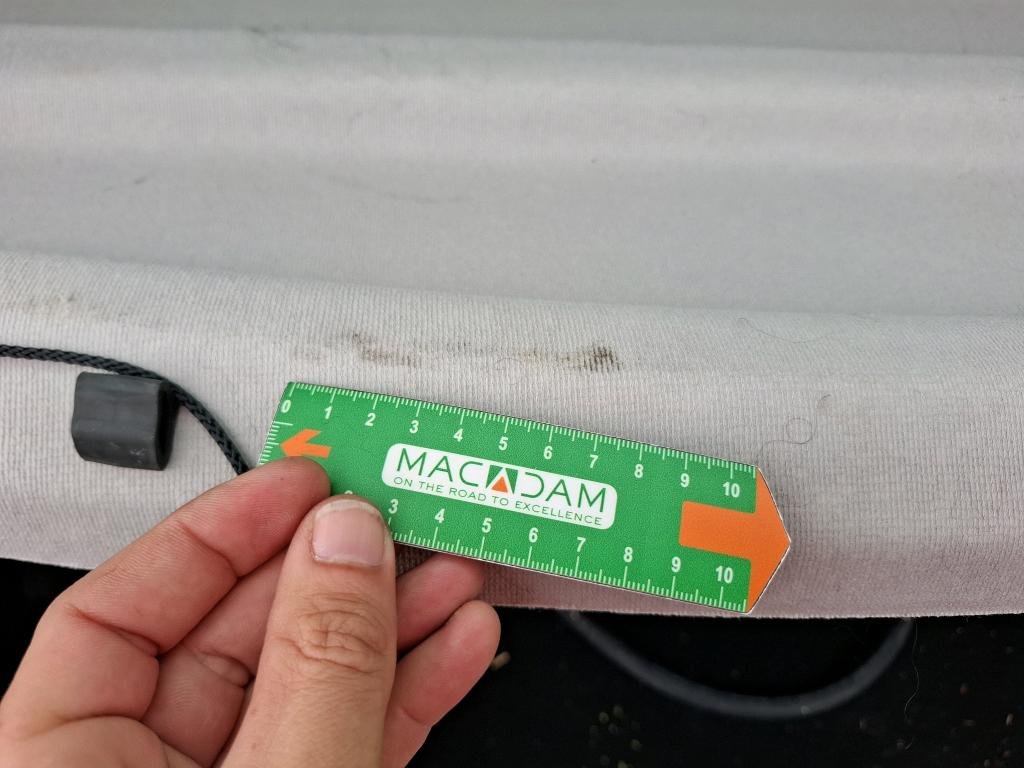 0 1 2 3 4 5 6 7 8 9 10
MACADAM
ON THE ROAD TO EXCELLENCE
3 4 5 6 7 8 9 10